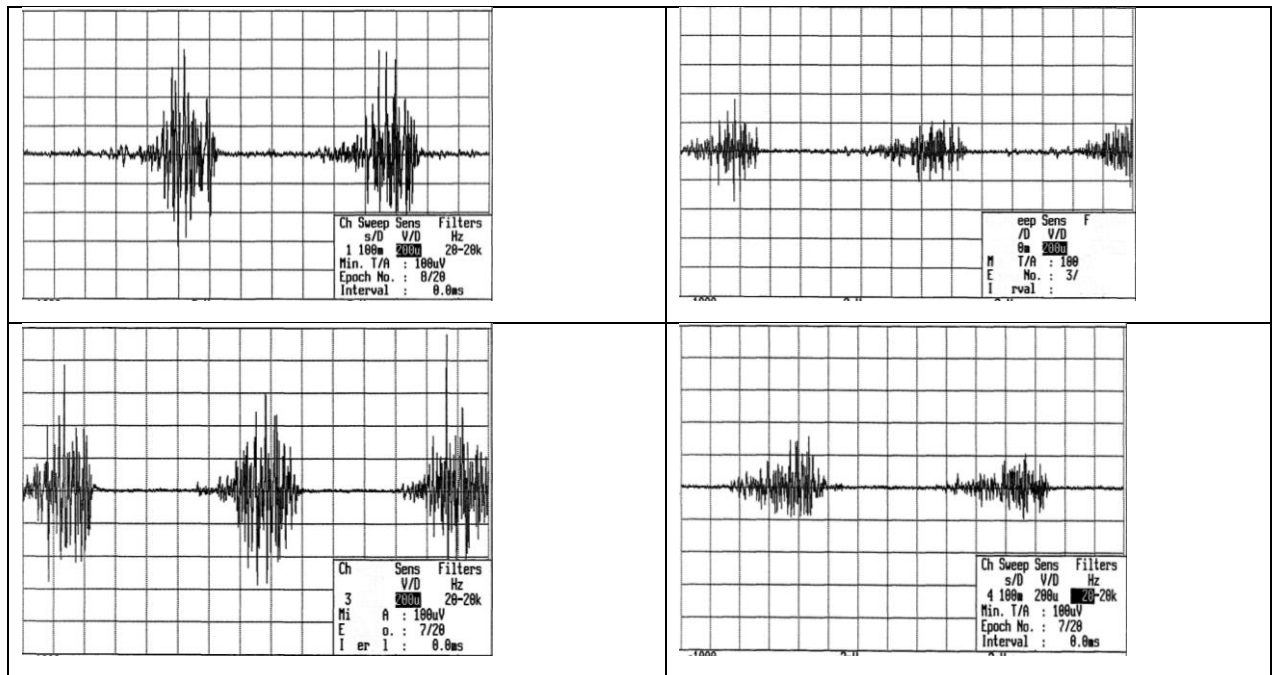 Ch Sweep Sens Filters
s/D V/D Hz
1 100m 200u 20-20k
Min. T/A : 100uV
Epoch No. : 8/20
Interval : 0.0ms
eep Sens F
/D V/D
0m 200u
M T/A : 100
E No. : 3/
I rval :
Ch Sens Filters
V/D Hz
3 200u 20-20k
Mi A : 100uV
E o. : 7/20
I er l : 0.0ms
Ch Sweep Sens Filters
s/D V/D Hz
4 100m 200u 20-20k
Min. T/A : 100uV
Epoch No. : 7/20
Interval : 0.0ms